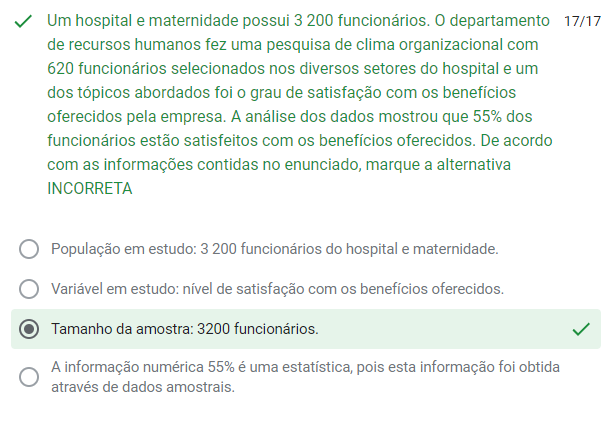 Um hospital e maternidade possui 3 200 funcionários. O departamento 17/17
de recursos humanos fez uma pesquisa de clima organizacional com
620 funcionários selecionados nos diversos setores do hospital e um
dos tópicos abordados foi o grau de satisfação com os benefícios
oferecidos pela empresa. A análise dos dados mostrou que 55% dos
funcionários estão satisfeitos com os benefícios oferecidos. De acordo
com as informações contidas no enunciado, marque a alternativa
INCORRETA
População em estudo: 3 200 funcionários do hospital e maternidade.
Variável em estudo: nível de satisfação com os benefícios oferecidos.
Tamanho da amostra: 3200 funcionários.
A informação numérica 55% é uma estatística, pois esta informação foi obtida
através de dados amostrais.